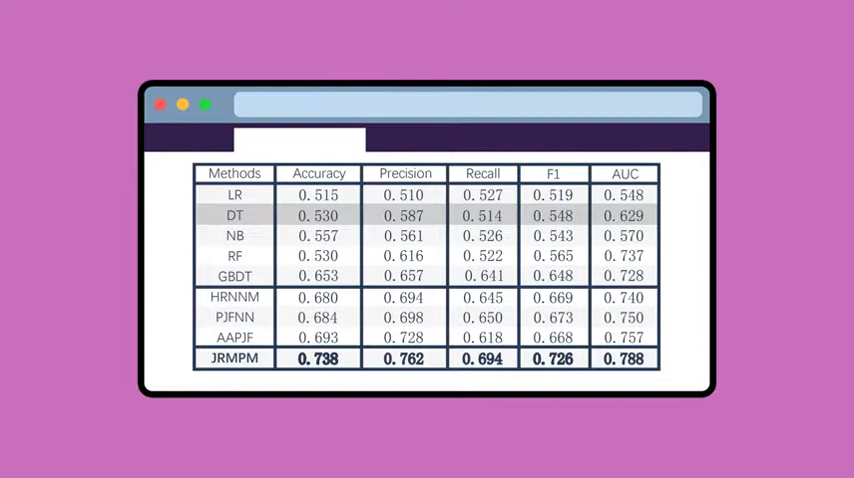 Methods Accuracy Precision Recall F1 AUC
LR 0.515 0.510 0.527 0.519 0.548
DT 0.530 0.587 0.514 0.548 0.629
NB 0.557 0.561 0.526 0.543 0.570
RF 0.530 0.616 0.522 0.565 0.737
GBDT 0.653 0.657 0.641 0.648 0.728
HRNNM 0.680 0.694 0.645 0.669 0.740
PJFNN 0.684 0.698 0.650 0.673 0.750
AAPJF 0.693 0.728 0.618 0.668 0.757
JRMPM 0.738 0.762 0.694 0.726 0.788